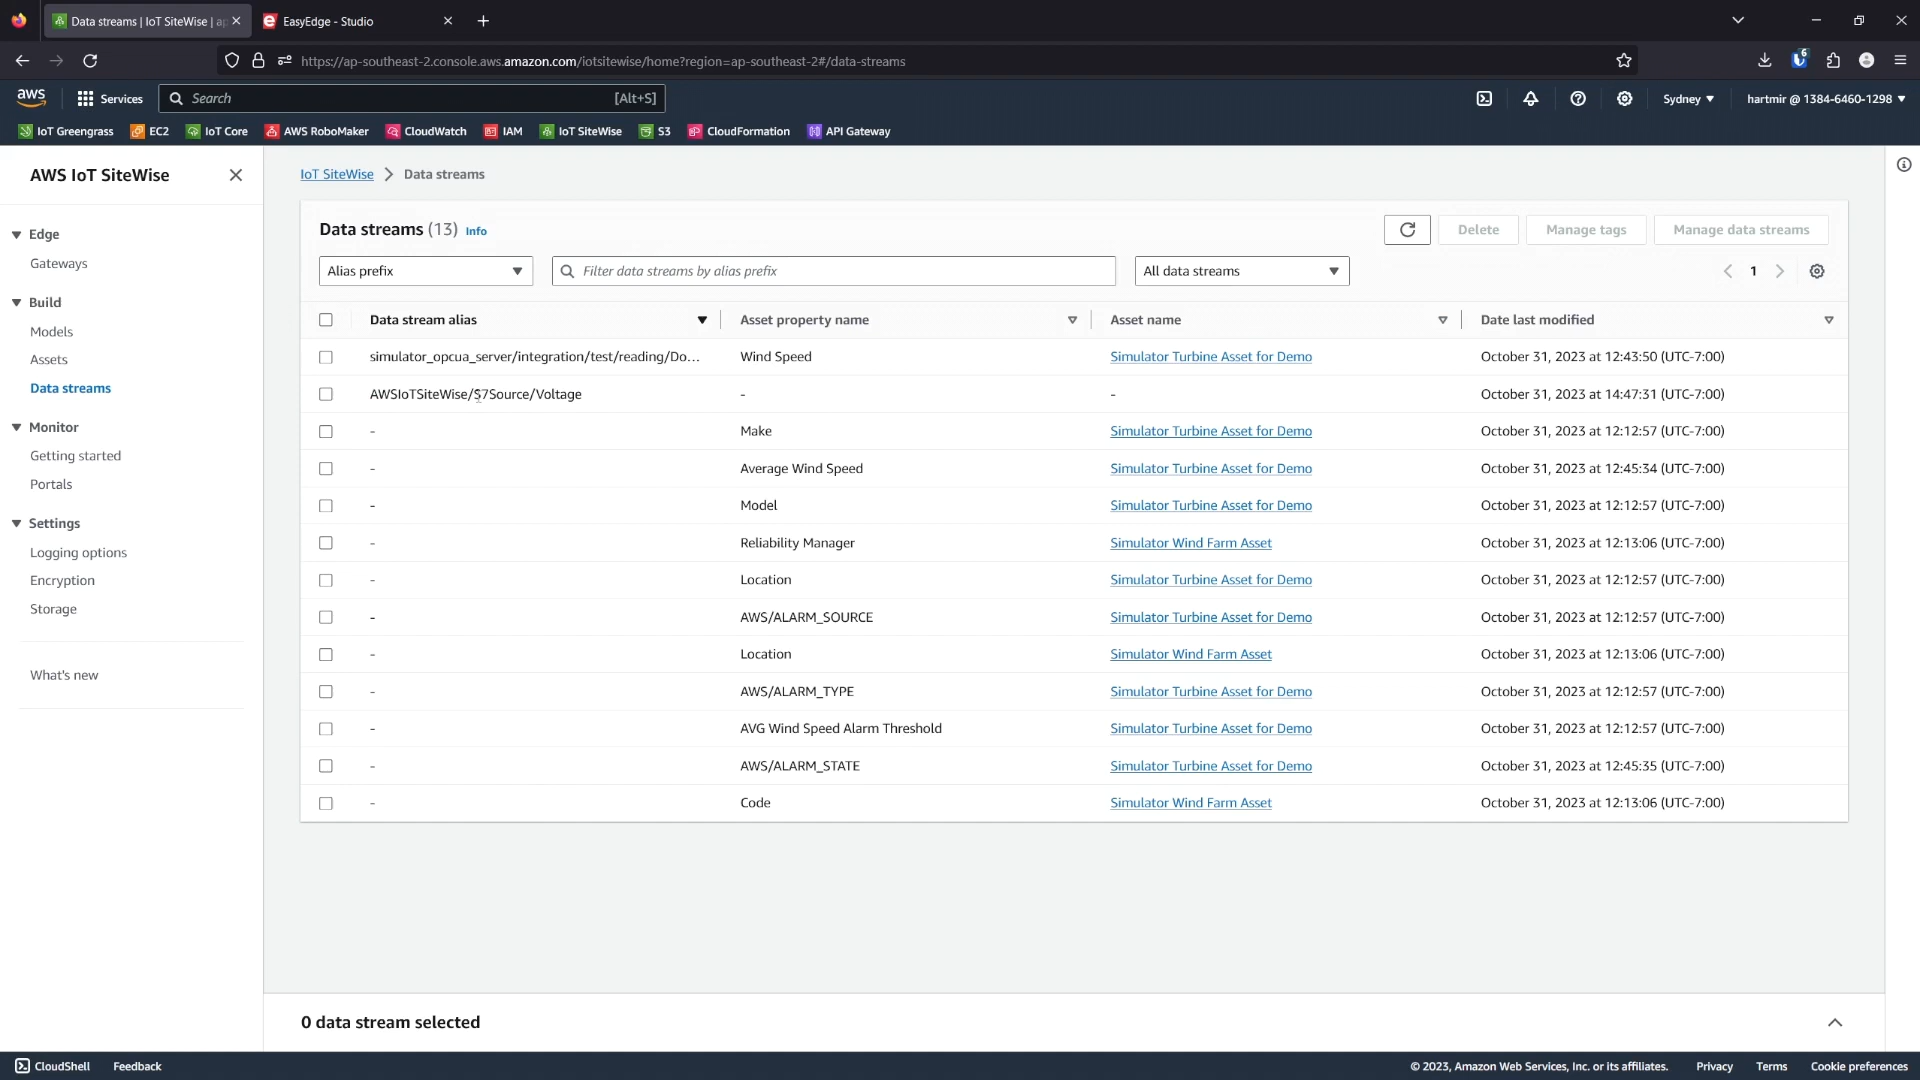 Data streams | IoT SiteWise | ap
EasyEdge - Studio
https://ap-southeast-2.console.aws.amazon.com/iotsitewise/home?region=ap-southeast-2#/data-streams
6
aws Services Search [Alt+S] Sydney hartmir @ 1384-6460-1298
IoT Greengrass EC2 IoT Core AWS RoboMaker CloudWatch IAM IoT SiteWise S3 CloudFormation API Gateway
AWS IoT SiteWise
Edge
Gateways
Build
Models
Assets
Data streams
Monitor
Getting started
Portals
Settings
Logging options
Encryption
Storage
What's new
IoT SiteWise > Data streams
Data streams (13) Info Delete Manage tags Manage data streams
Alias prefix Filter data streams by alias prefix All data streams 1
Data stream alias Asset property name Asset name Date last modified
simulator_opcua_server/integration/test/reading/Do... Wind Speed Simulator Turbine Asset for Demo October 31, 2023 at 12:43:50 (UTC-7:00)
AWSIoTSiteWise/S7Source/Voltage - - October 31, 2023 at 14:47:31 (UTC-7:00)
- Make Simulator Turbine Asset for Demo October 31, 2023 at 12:12:57 (UTC-7:00)
- Average Wind Speed Simulator Turbine Asset for Demo October 31, 2023 at 12:45:34 (UTC-7:00)
- Model Simulator Turbine Asset for Demo October 31, 2023 at 12:12:57 (UTC-7:00)
- Reliability Manager Simulator Wind Farm Asset October 31, 2023 at 12:13:06 (UTC-7:00)
- Location Simulator Turbine Asset for Demo October 31, 2023 at 12:12:57 (UTC-7:00)
- AWS/ALARM_SOURCE Simulator Turbine Asset for Demo October 31, 2023 at 12:12:57 (UTC-7:00)
- Location Simulator Wind Farm Asset October 31, 2023 at 12:13:06 (UTC-7:00)
- AWS/ALARM_TYPE Simulator Turbine Asset for Demo October 31, 2023 at 12:12:57 (UTC-7:00)
- AVG Wind Speed Alarm Threshold Simulator Turbine Asset for Demo October 31, 2023 at 12:12:57 (UTC-7:00)
- AWS/ALARM_STATE Simulator Turbine Asset for Demo October 31, 2023 at 12:45:35 (UTC-7:00)
- Code Simulator Wind Farm Asset October 31, 2023 at 12:13:06 (UTC-7:00)
0 data stream selected
CloudShell Feedback © 2023, Amazon Web Services, Inc. or its affiliates. Privacy Terms Cookie preferences